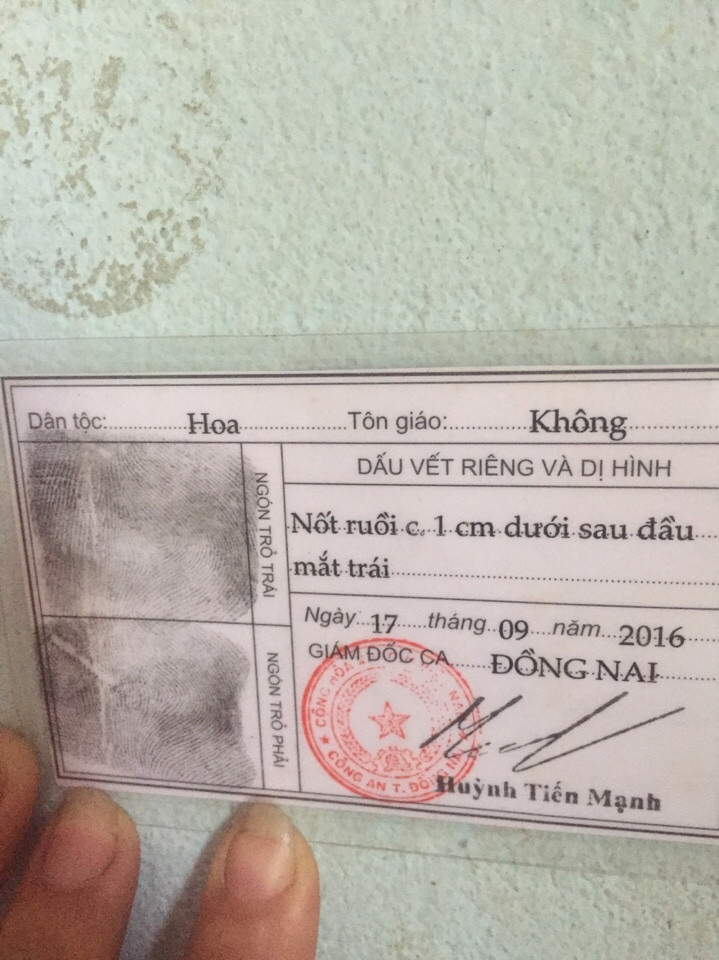 Dân tộc: Hoa Tôn giáo: Không
NGÓN TRỎ TRÁI
DẤU VẾT RIÊNG VÀ DỊ HÌNH
Nốt ruồi c. 1 cm dưới sau đầu
mắt trái
NGÓN TRỎ PHẢI
Ngày 17 tháng 09 năm 2016
GIÁM ĐỐC CA ĐỒNG NAI
CỘNG HÒA NAM
CÔNG AN T. ĐỒNG NAI
Huỳnh Tiến Mạnh